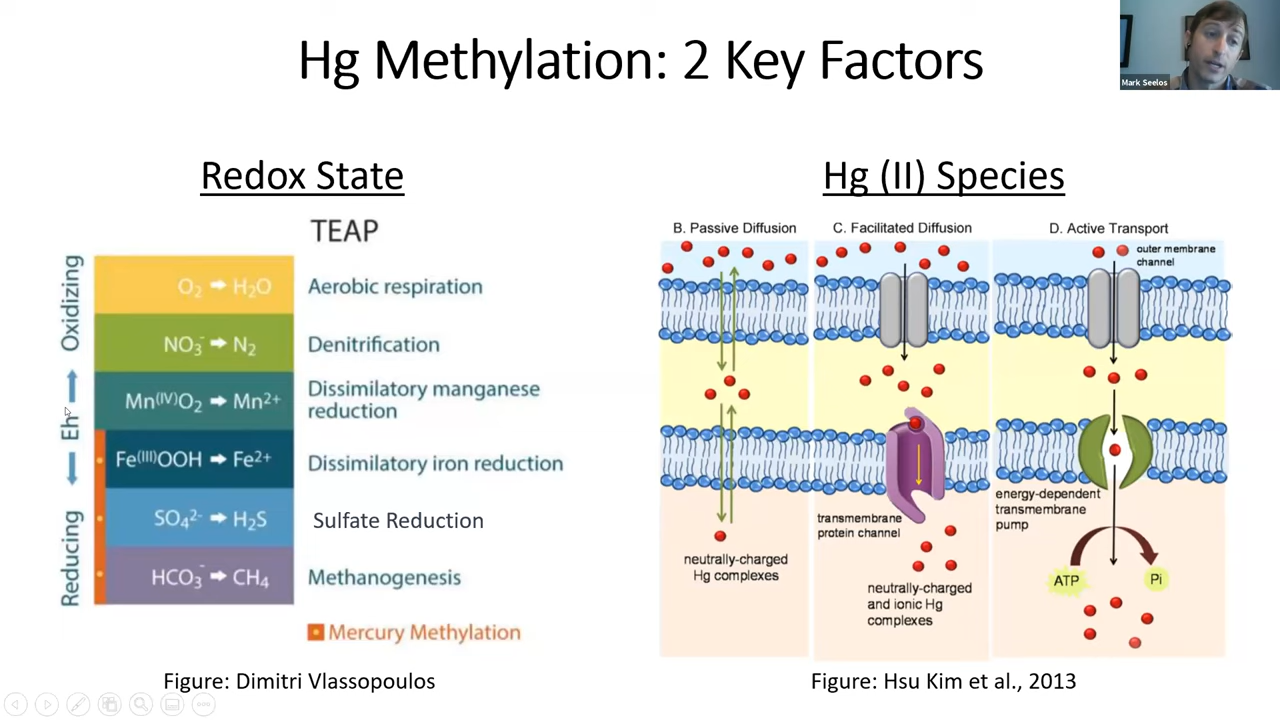 Hg Methylation: 2 Key Factors
Mark Seelos
Redox State
TEAP
Oxidizing
Eh
Reducing
O₂ ➡ H₂O
Aerobic respiration
NO₃⁻ ➡ N₂
Denitrification
Mn⁽ᴵⱽ⁾O₂ ➡ Mn²⁺
Dissimilatory manganese
reduction
Fe⁽ᴵᴵᴵ⁾OOH ➡ Fe²⁺
Dissimilatory iron reduction
SO₄²⁻ ➡ H₂S
Sulfate Reduction
HCO₃⁻ ➡ CH₄
Methanogenesis
Mercury Methylation
Figure: Dimitri Vlassopoulos
Hg (II) Species
B. Passive Diffusion
C. Facilitated Diffusion
D. Active Transport
outer membrane
channel
neutrally-charged
Hg complexes
transmembrane
protein channel
neutrally-charged
and ionic Hg
complexes
energy-dependent
transmembrane
pump
ATP
Pi
Figure: Hsu Kim et al., 2013